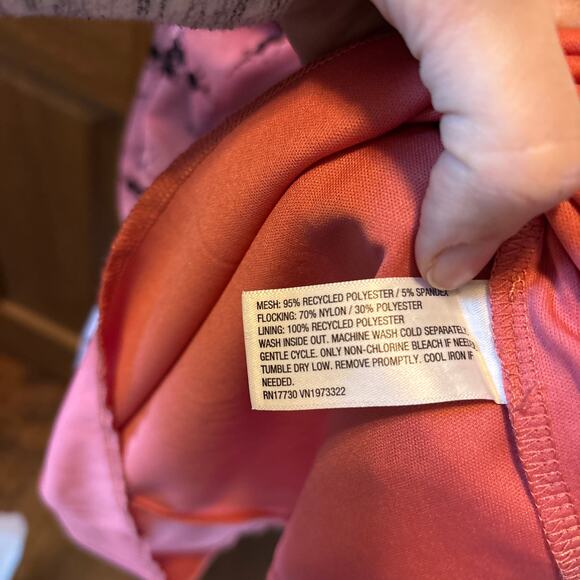 MESH: 95% RECYCLED POLYESTER / 5% SPANDEX
FLOCKING: 70% NYLON / 30% POLYESTER
LINING: 100% RECYCLED POLYESTER
WASH INSIDE OUT. MACHINE WASH COLD SEPARATELY
GENTLE CYCLE. ONLY NON-CHLORINE BLEACH IF NEEDED
TUMBLE DRY LOW. REMOVE PROMPTLY. COOL IRON IF
NEEDED.
RN17730 VN1973322